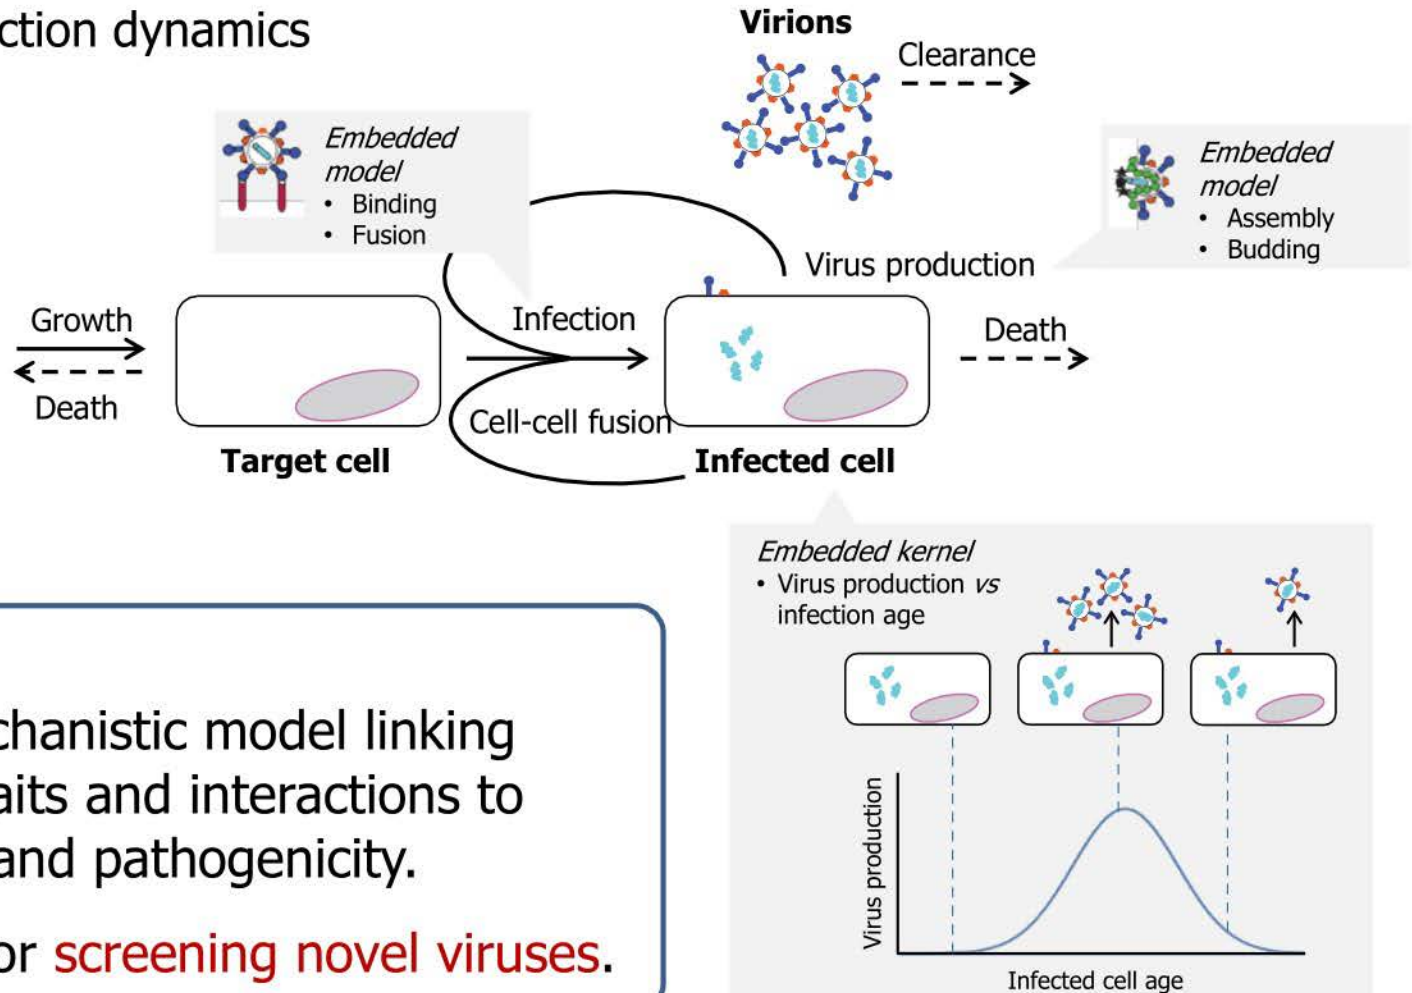 ction dynamics
Virions
Clearance
Embedded
model
• Binding
• Fusion
Embedded
model
• Assembly
• Budding
Virus production
Growth
Death
Infection
Cell-cell fusion
Death
Target cell
Infected cell
Embedded kernel
• Virus production vs
infection age
Virus production
Infected cell age
chanistic model linking
aits and interactions to
and pathogenicity.
or screening novel viruses.